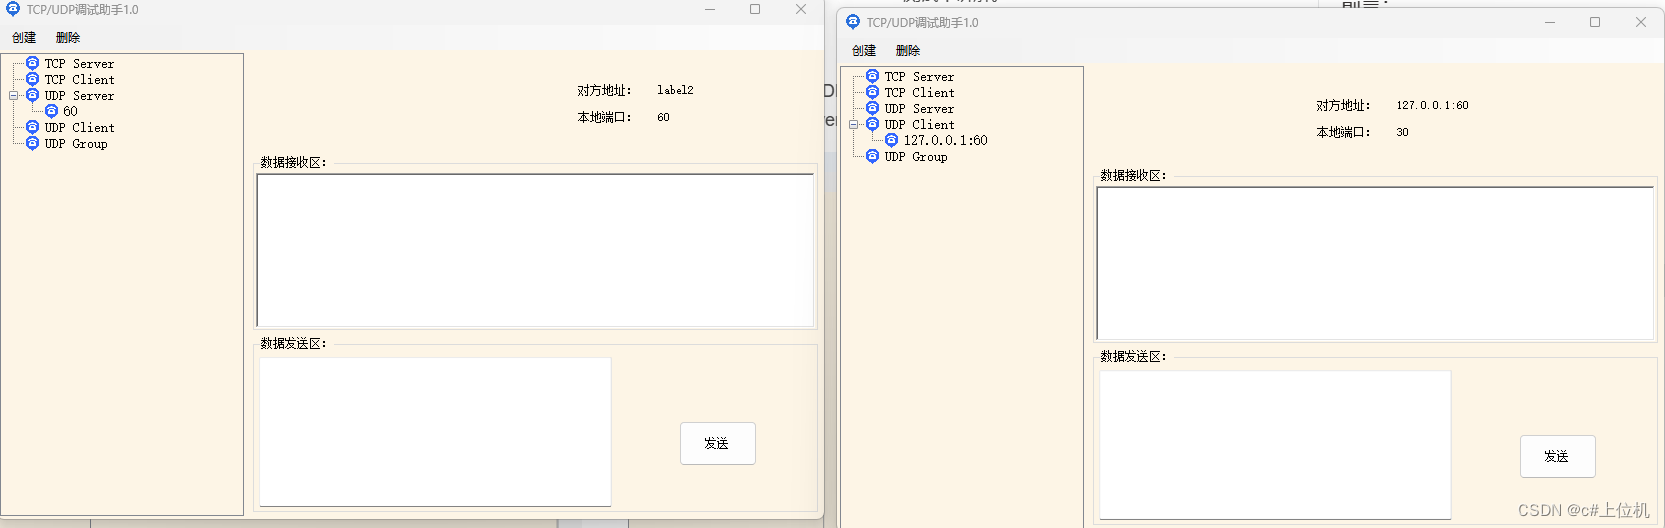 TCP/UDP调试助手1.0
创建 删除
TCP Server
TCP Client
UDP Server
60
UDP Client
UDP Group
对方地址: label2
本地端口: 60
数据接收区:
数据发送区:
发送
TCP/UDP调试助手1.0
创建 删除
TCP Server
TCP Client
UDP Server
UDP Client
127.0.0.1:60
UDP Group
对方地址: 127.0.0.1:60
本地端口: 30
数据接收区:
数据发送区:
发送
CSDN @c#上位机